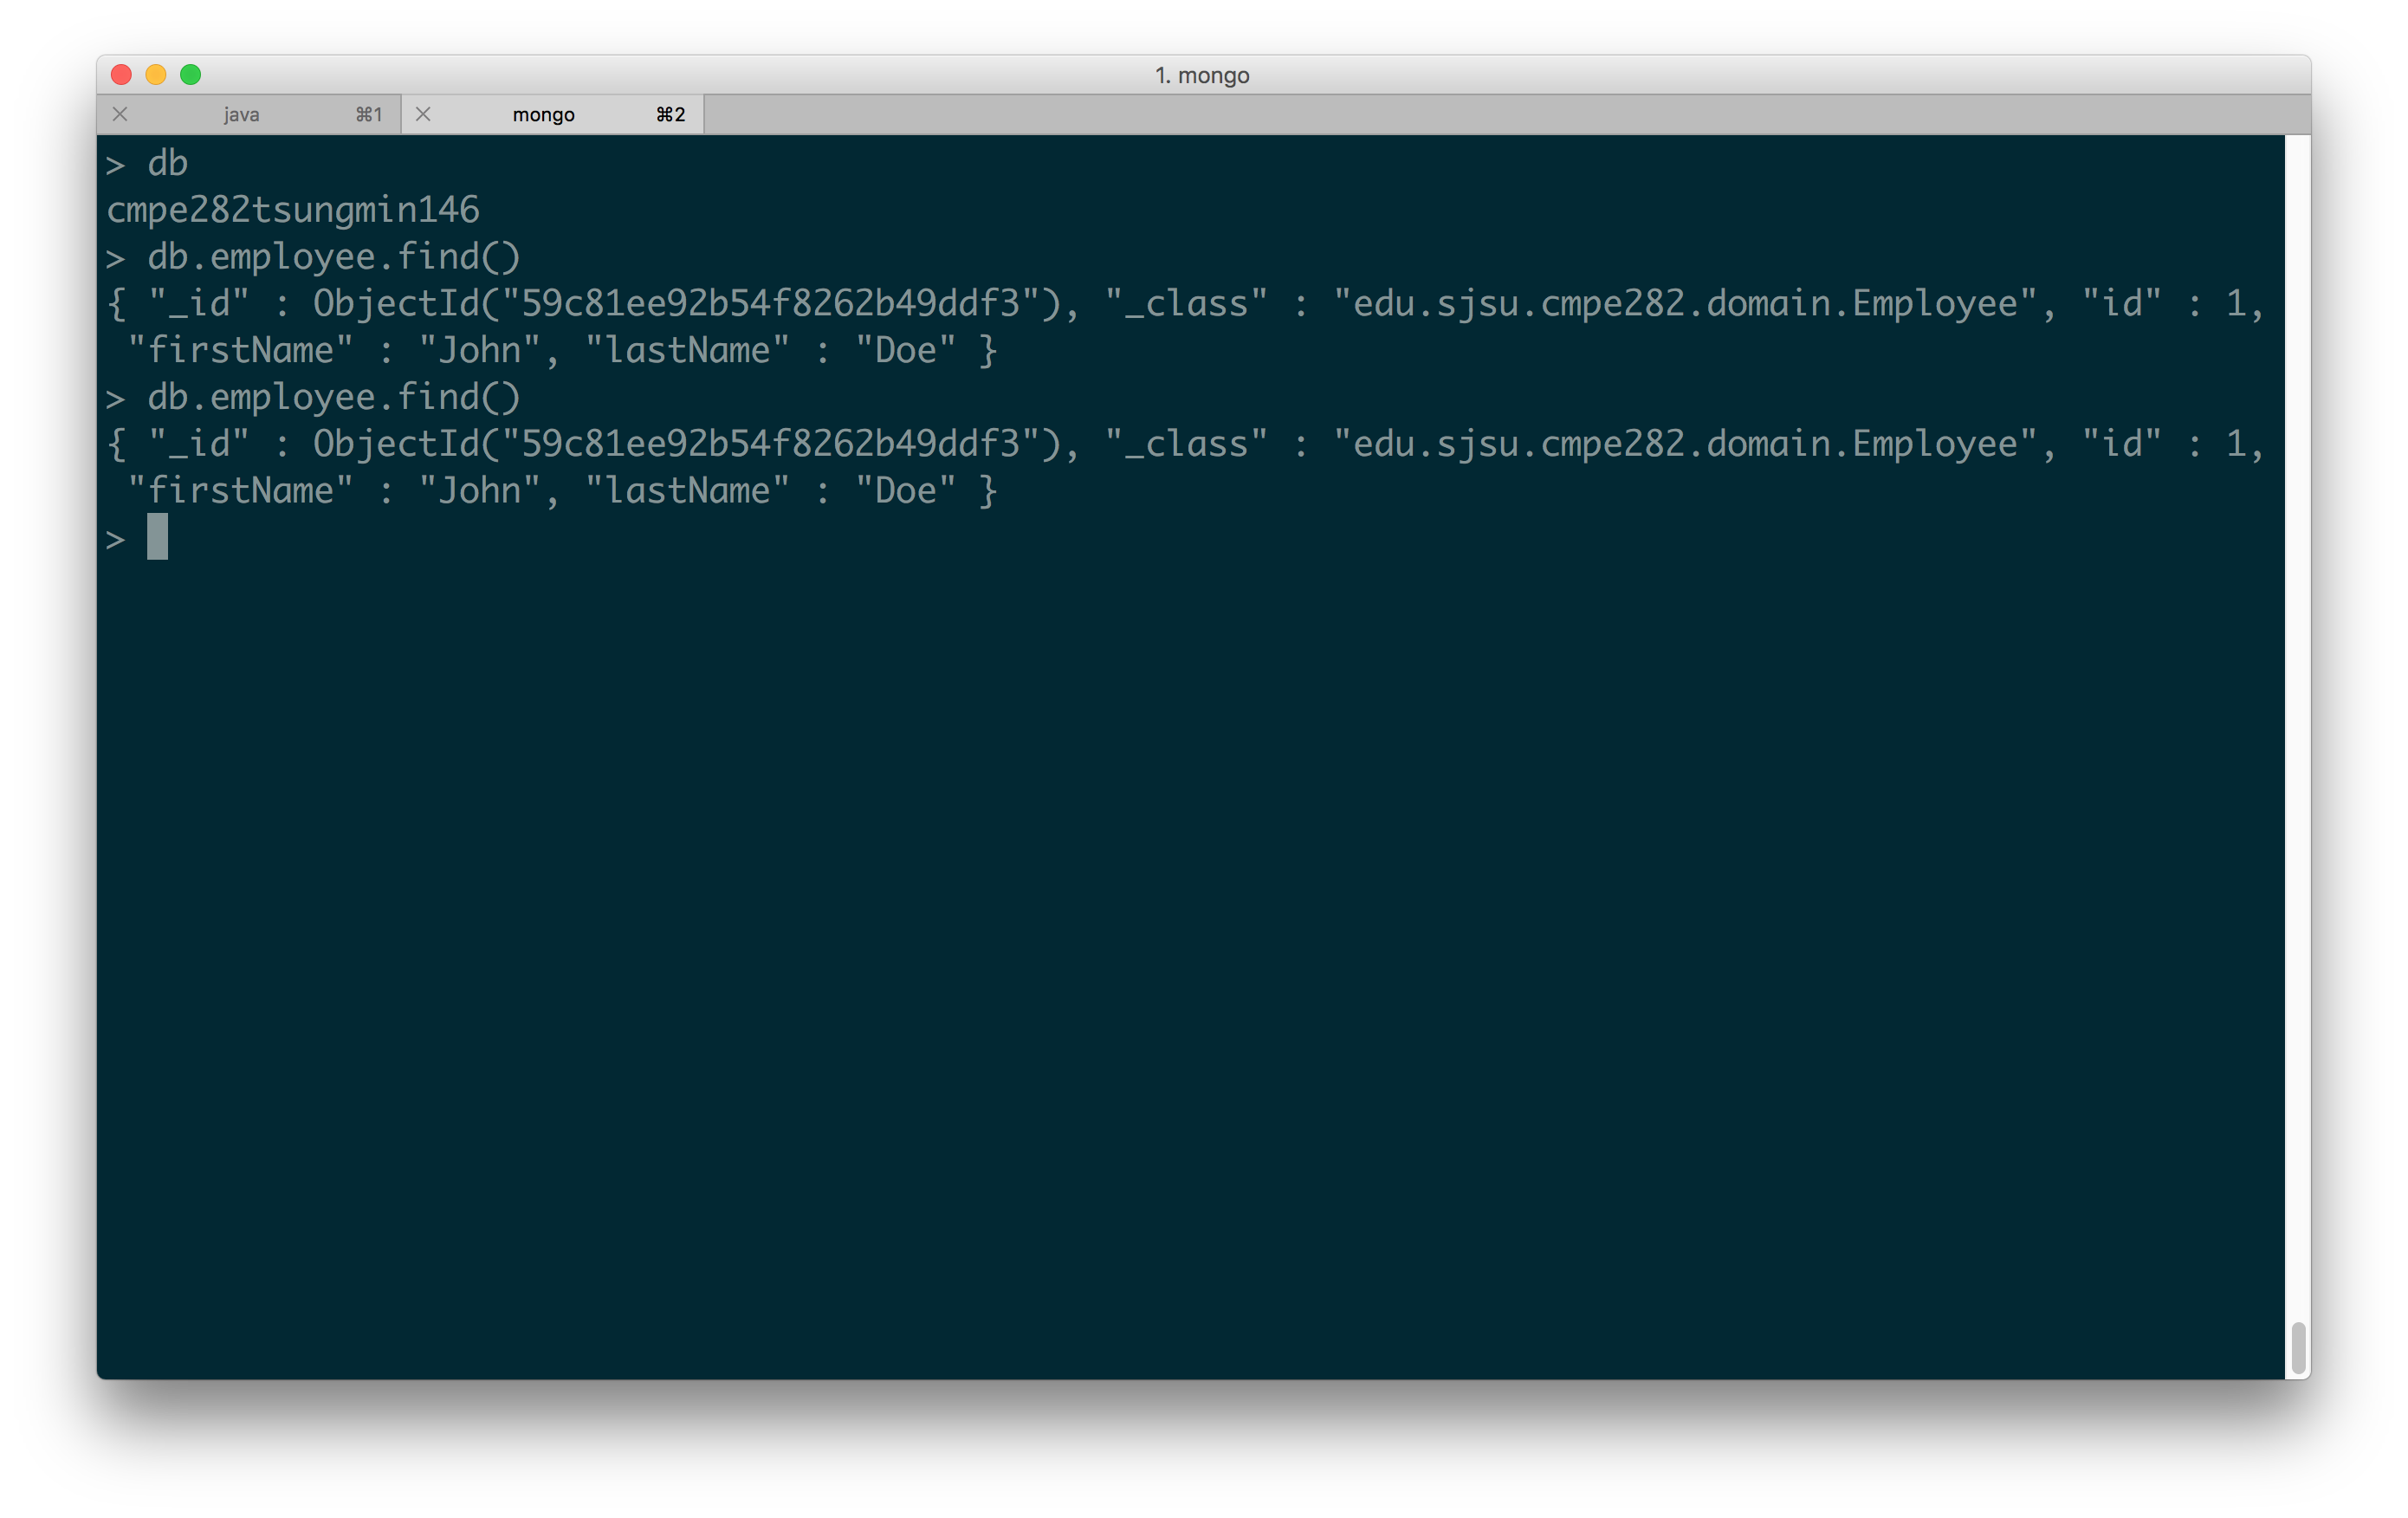 1. mongo
java ⌘1 mongo ⌘2
> db
cmpe282tsungmin146
> db.employee.find()
{ "_id" : ObjectId("59c81ee92b54f8262b49ddf3"), "_class" : "edu.sjsu.cmpe282.domain.Employee", "id" : 1,
 "firstName" : "John", "lastName" : "Doe" }
> db.employee.find()
{ "_id" : ObjectId("59c81ee92b54f8262b49ddf3"), "_class" : "edu.sjsu.cmpe282.domain.Employee", "id" : 1,
 "firstName" : "John", "lastName" : "Doe" }
>